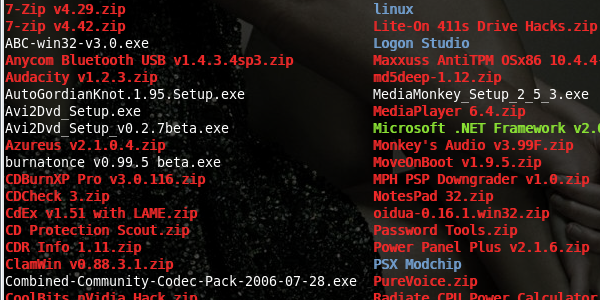 7-Zip v4.29.zip
7-zip v4.42.zip
ABC-win32-v3.0.exe
Anycom Bluetooth USB v1.4.3.4sp3.zip
Audacity v1.2.3.zip
AutoGordianKnot.1.95.Setup.exe
Avi2Dvd_Setup.exe
Avi2Dvd_Setup_v0.2.7beta.exe
Azureus v2.1.0.4.zip
burnatonce v0.99.5 beta.exe
CDBurnXP Pro v3.0.116.zip
CDCheck 3.zip
CdEx v1.51 with LAME.zip
CD Protection Scout.zip
CDR Info 1.11.zip
ClamWin v0.88.3.1.zip
Combined-Community-Codec-Pack-2006-07-28.exe
CoolBits nVidia Hack.zip
linux
Lite-On 411s Drive Hacks.zip
Logon Studio
Maxxuss AntiTPM OSx86 10.4.4
md5deep-1.12.zip
MediaMonkey_Setup_2_5_3.exe
MediaPlayer 6.4.zip
Microsoft .NET Framework v2.0
Monkey's Audio v3.99F.zip
MoveOnBoot v1.9.5.zip
MPH PSP Downgrader v1.0.zip
NotesPad 32.zip
oidua-0.16.1.win32.zip
Password Tools.zip
Power Panel Plus v2.1.6.zip
PSX Modchip
PureVoice.zip
Radiate CPU Power Calculator